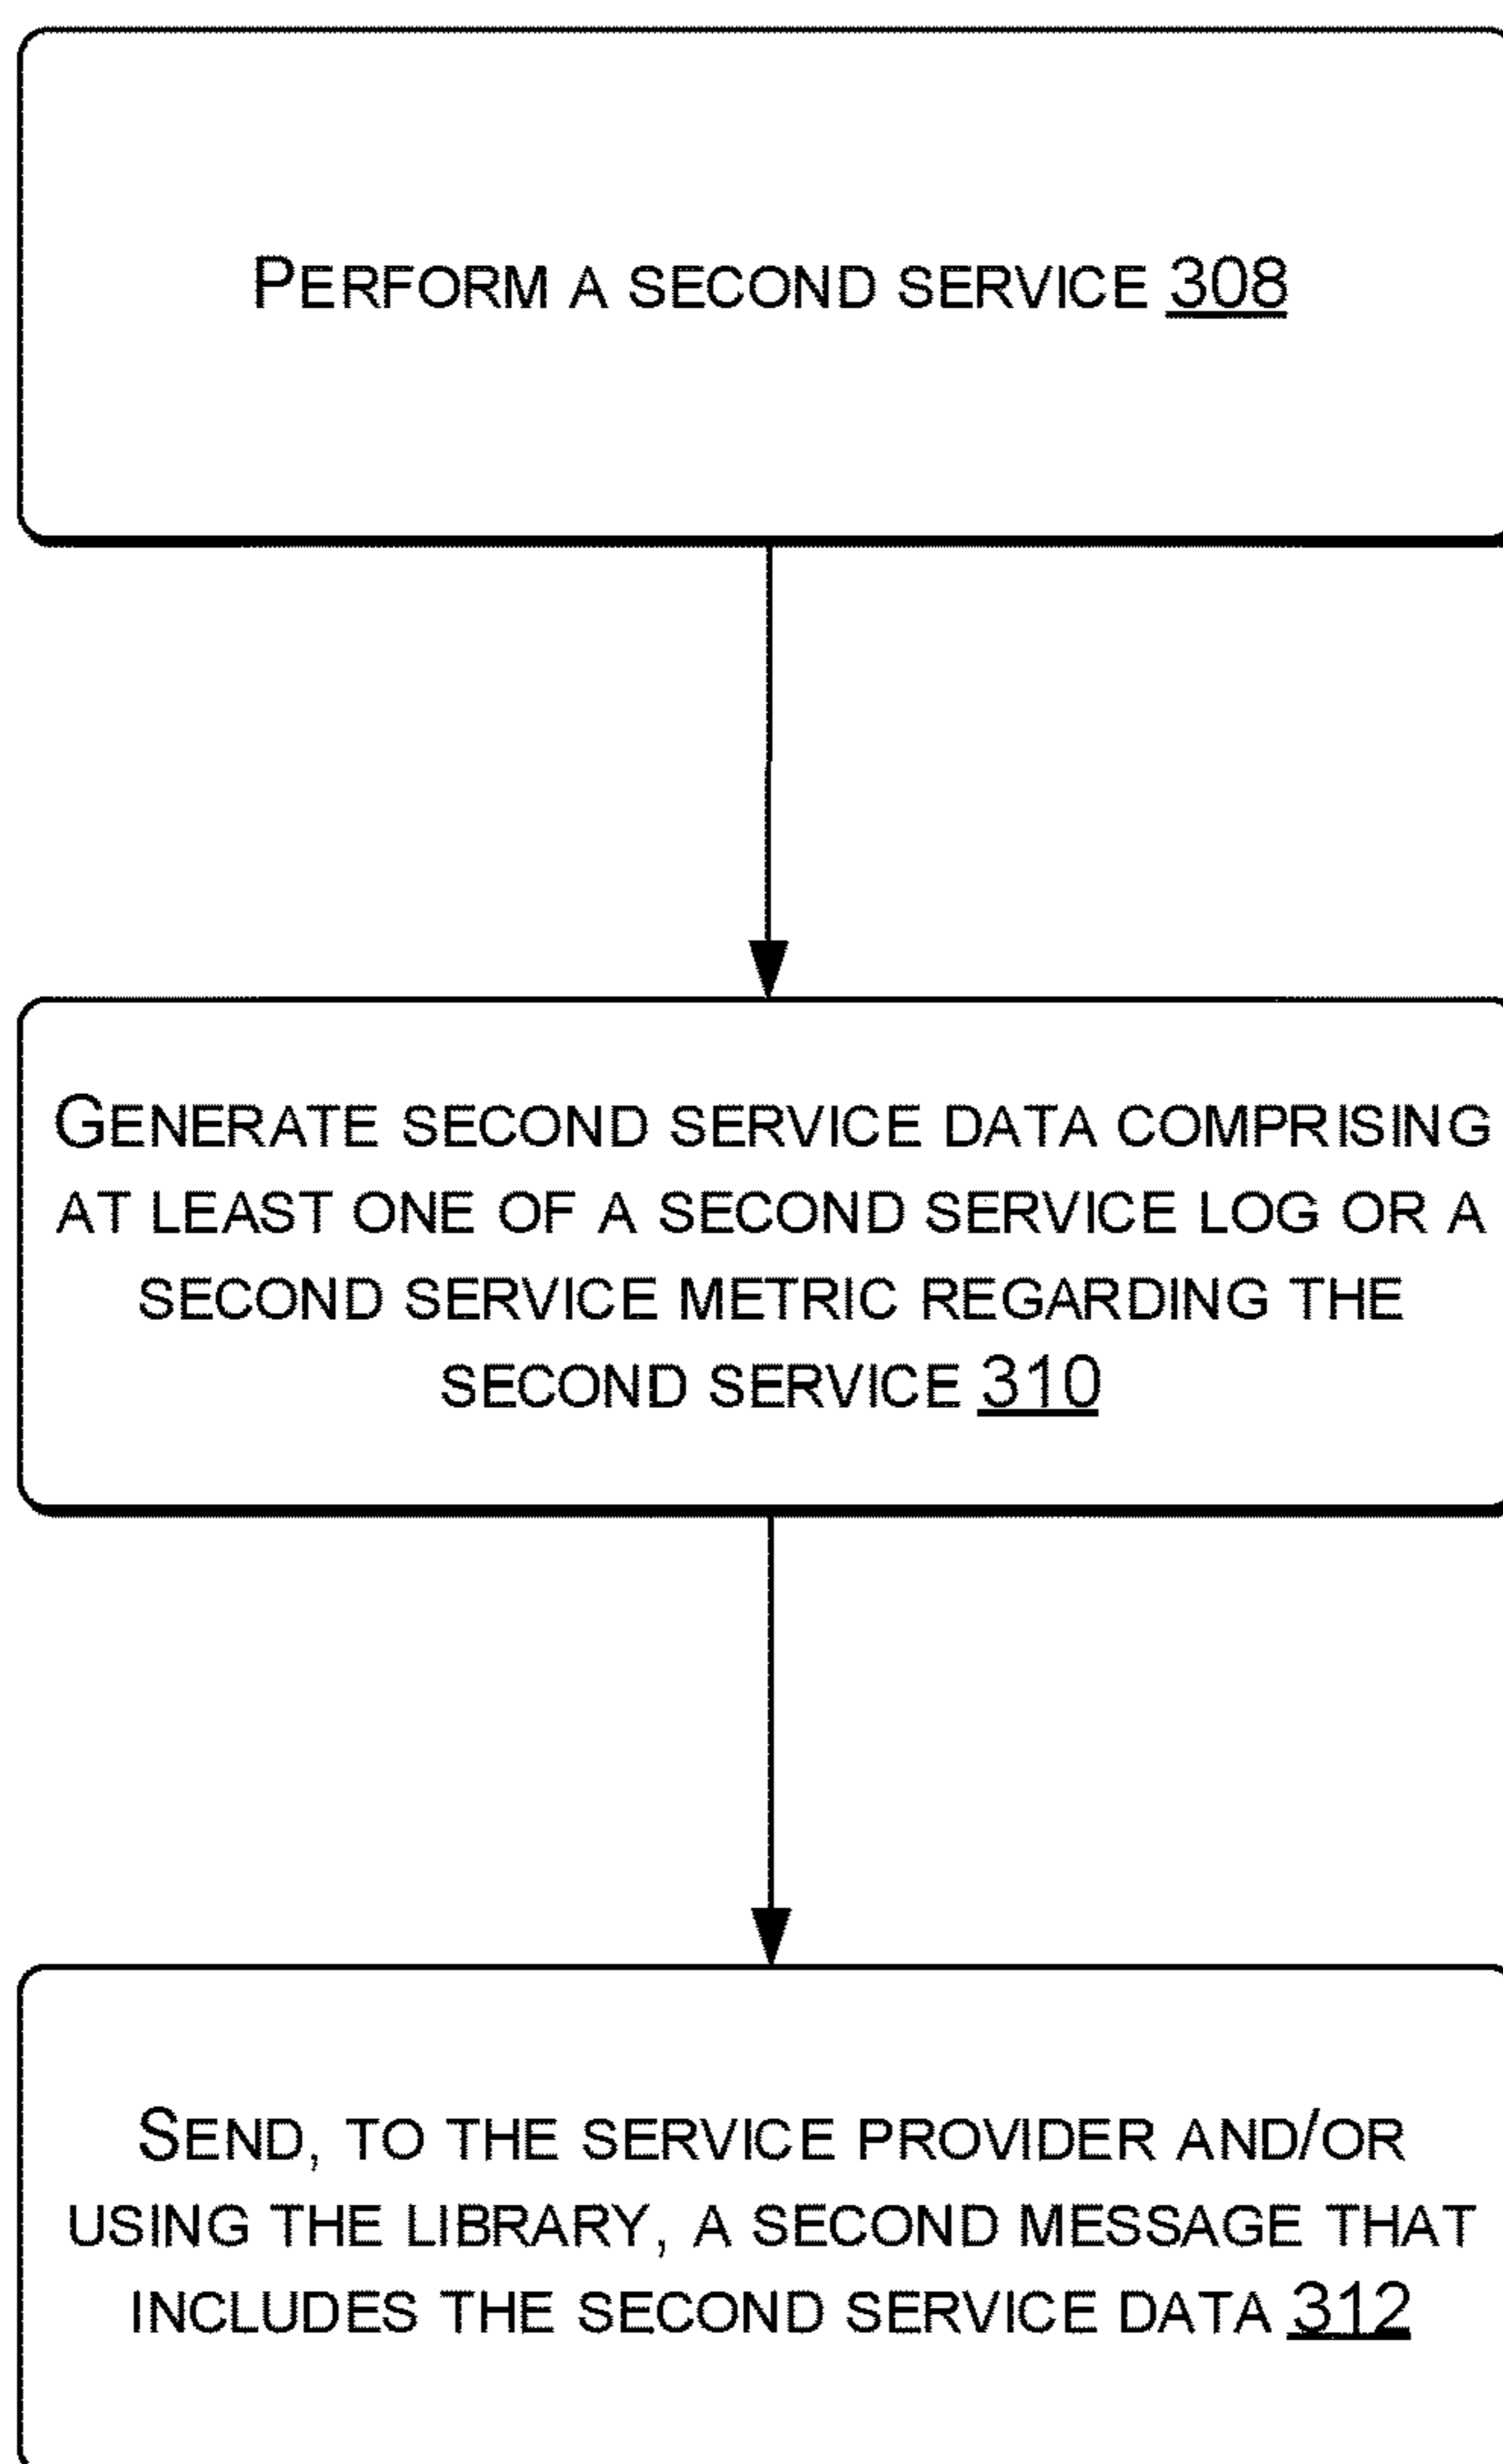 PERFORM A SECOND SERVICE 308
GENERATE SECOND SERVICE DATA COMPRISING
AT LEAST ONE OF A SECOND SERVICE LOG OR A
SECOND SERVICE METRIC REGARDING THE
SECOND SERVICE 310
SEND, TO THE SERVICE PROVIDER AND/OR
USING THE LIBRARY, A SECOND MESSAGE THAT
INCLUDES THE SECOND SERVICE DATA 312